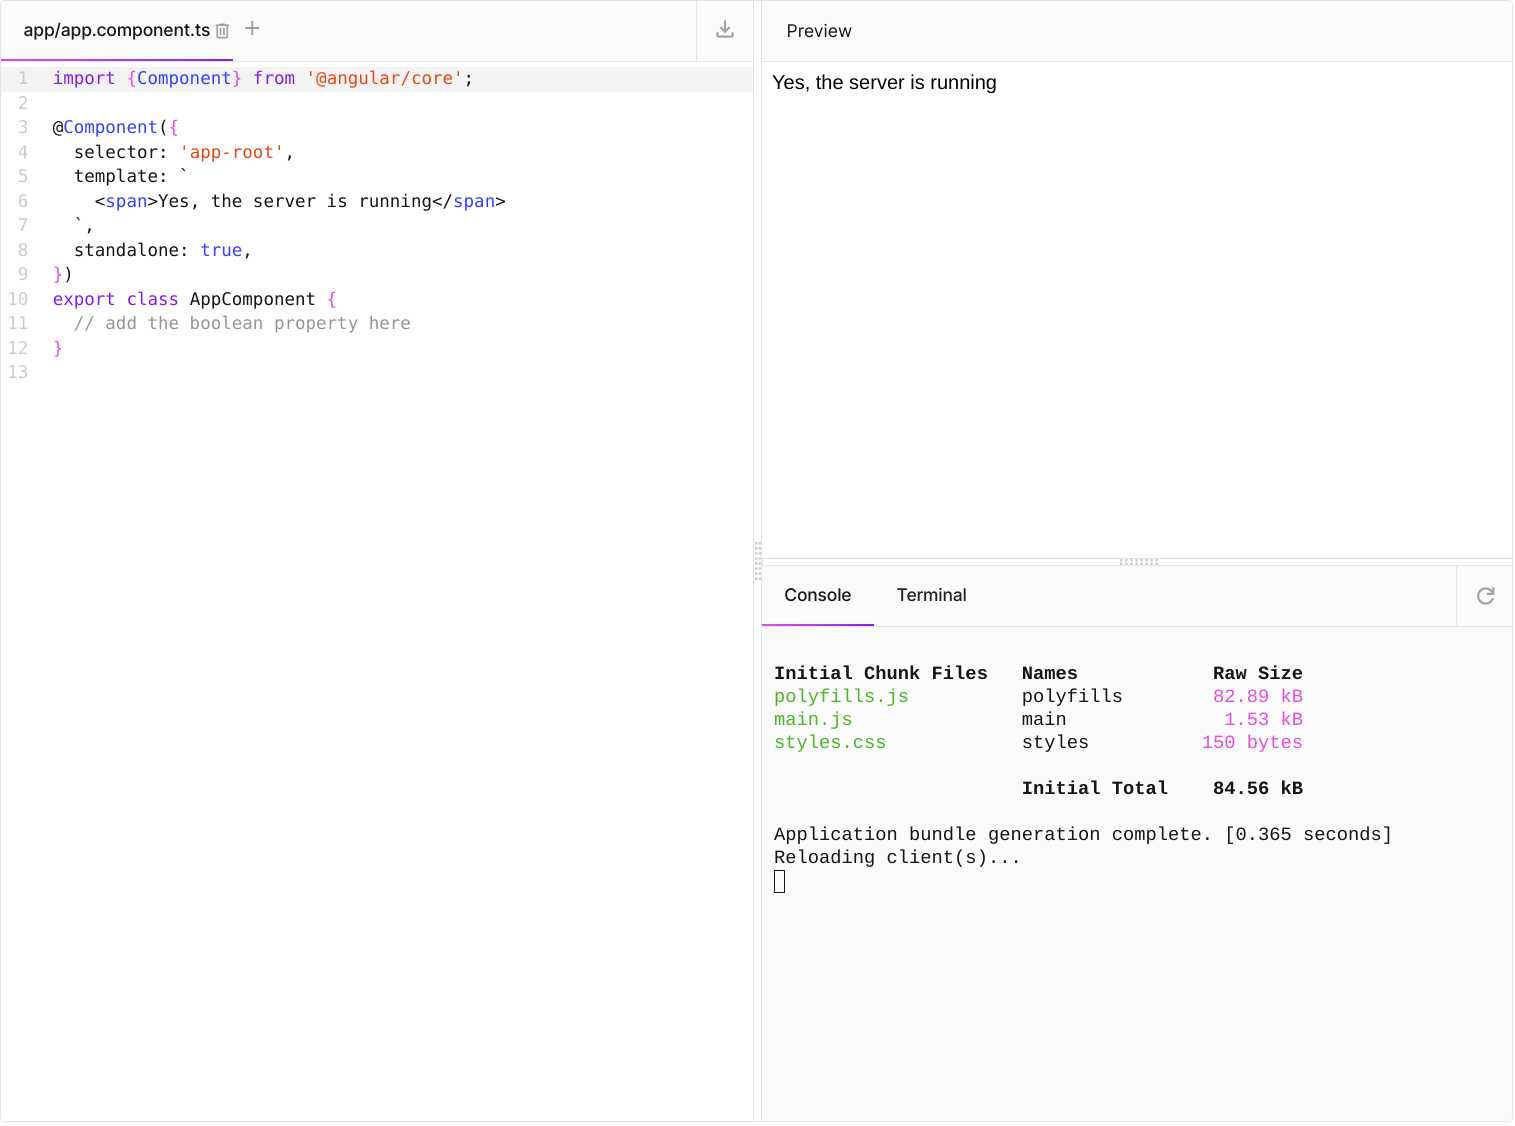 app/app.component.ts
1 import {Component} from '@angular/core';
2
3 @Component({
4   selector: 'app-root',
5   template: `
6     <span>Yes, the server is running</span>
7   `,
8   standalone: true,
9 })
10 export class AppComponent {
11   // add the boolean property here
12 }
13
Preview
Yes, the server is running
Console Terminal
Initial Chunk Files Names Raw Size
polyfills.js polyfills 82.89 kB
main.js main 1.53 kB
styles.css styles 150 bytes
Initial Total 84.56 kB
Application bundle generation complete. [0.365 seconds]
Reloading client(s)...